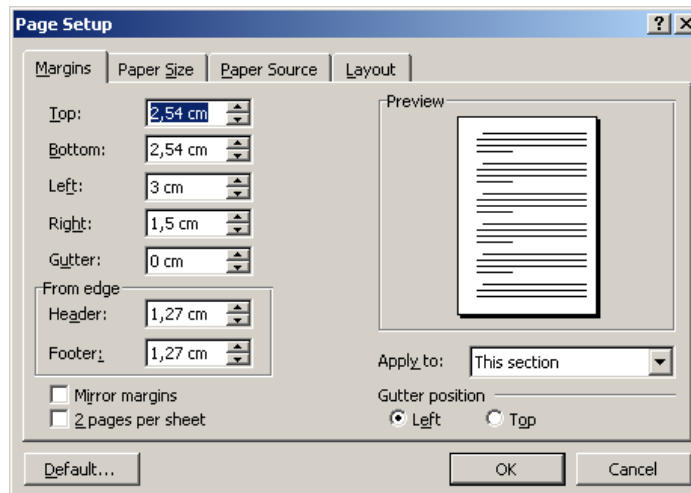 Page Setup
Margins Paper Size Paper Source Layout
Top: 2,54 cm
Bottom: 2,54 cm
Left: 3 cm
Right: 1,5 cm
Gutter: 0 cm
From edge
Header: 1,27 cm
Footer: 1,27 cm
Mirror margins
2 pages per sheet
Preview
Apply to: This section
Gutter position
Left Top
Default... OK Cancel